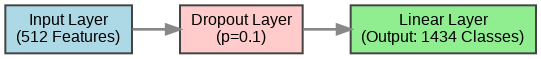 Input Layer
(512 Features)
Dropout Layer
(p=0.1)
Linear Layer
(Output: 1434 Classes)